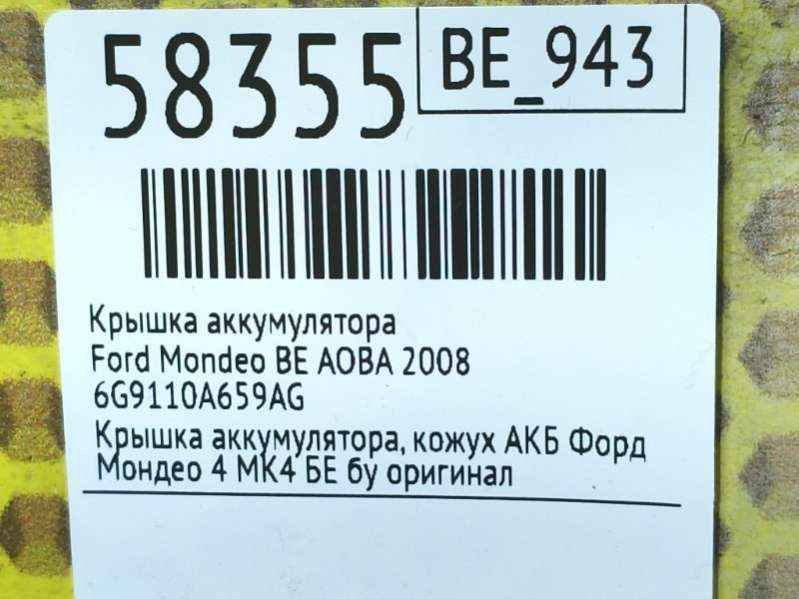 58355
BE_943
Крышка аккумулятора
Ford Mondeo BE AOBA 2008
6G9110A659AG
Крышка аккумулятора, кожух АКБ Форд
Мондео 4 МК4 БЕ бу оригинал